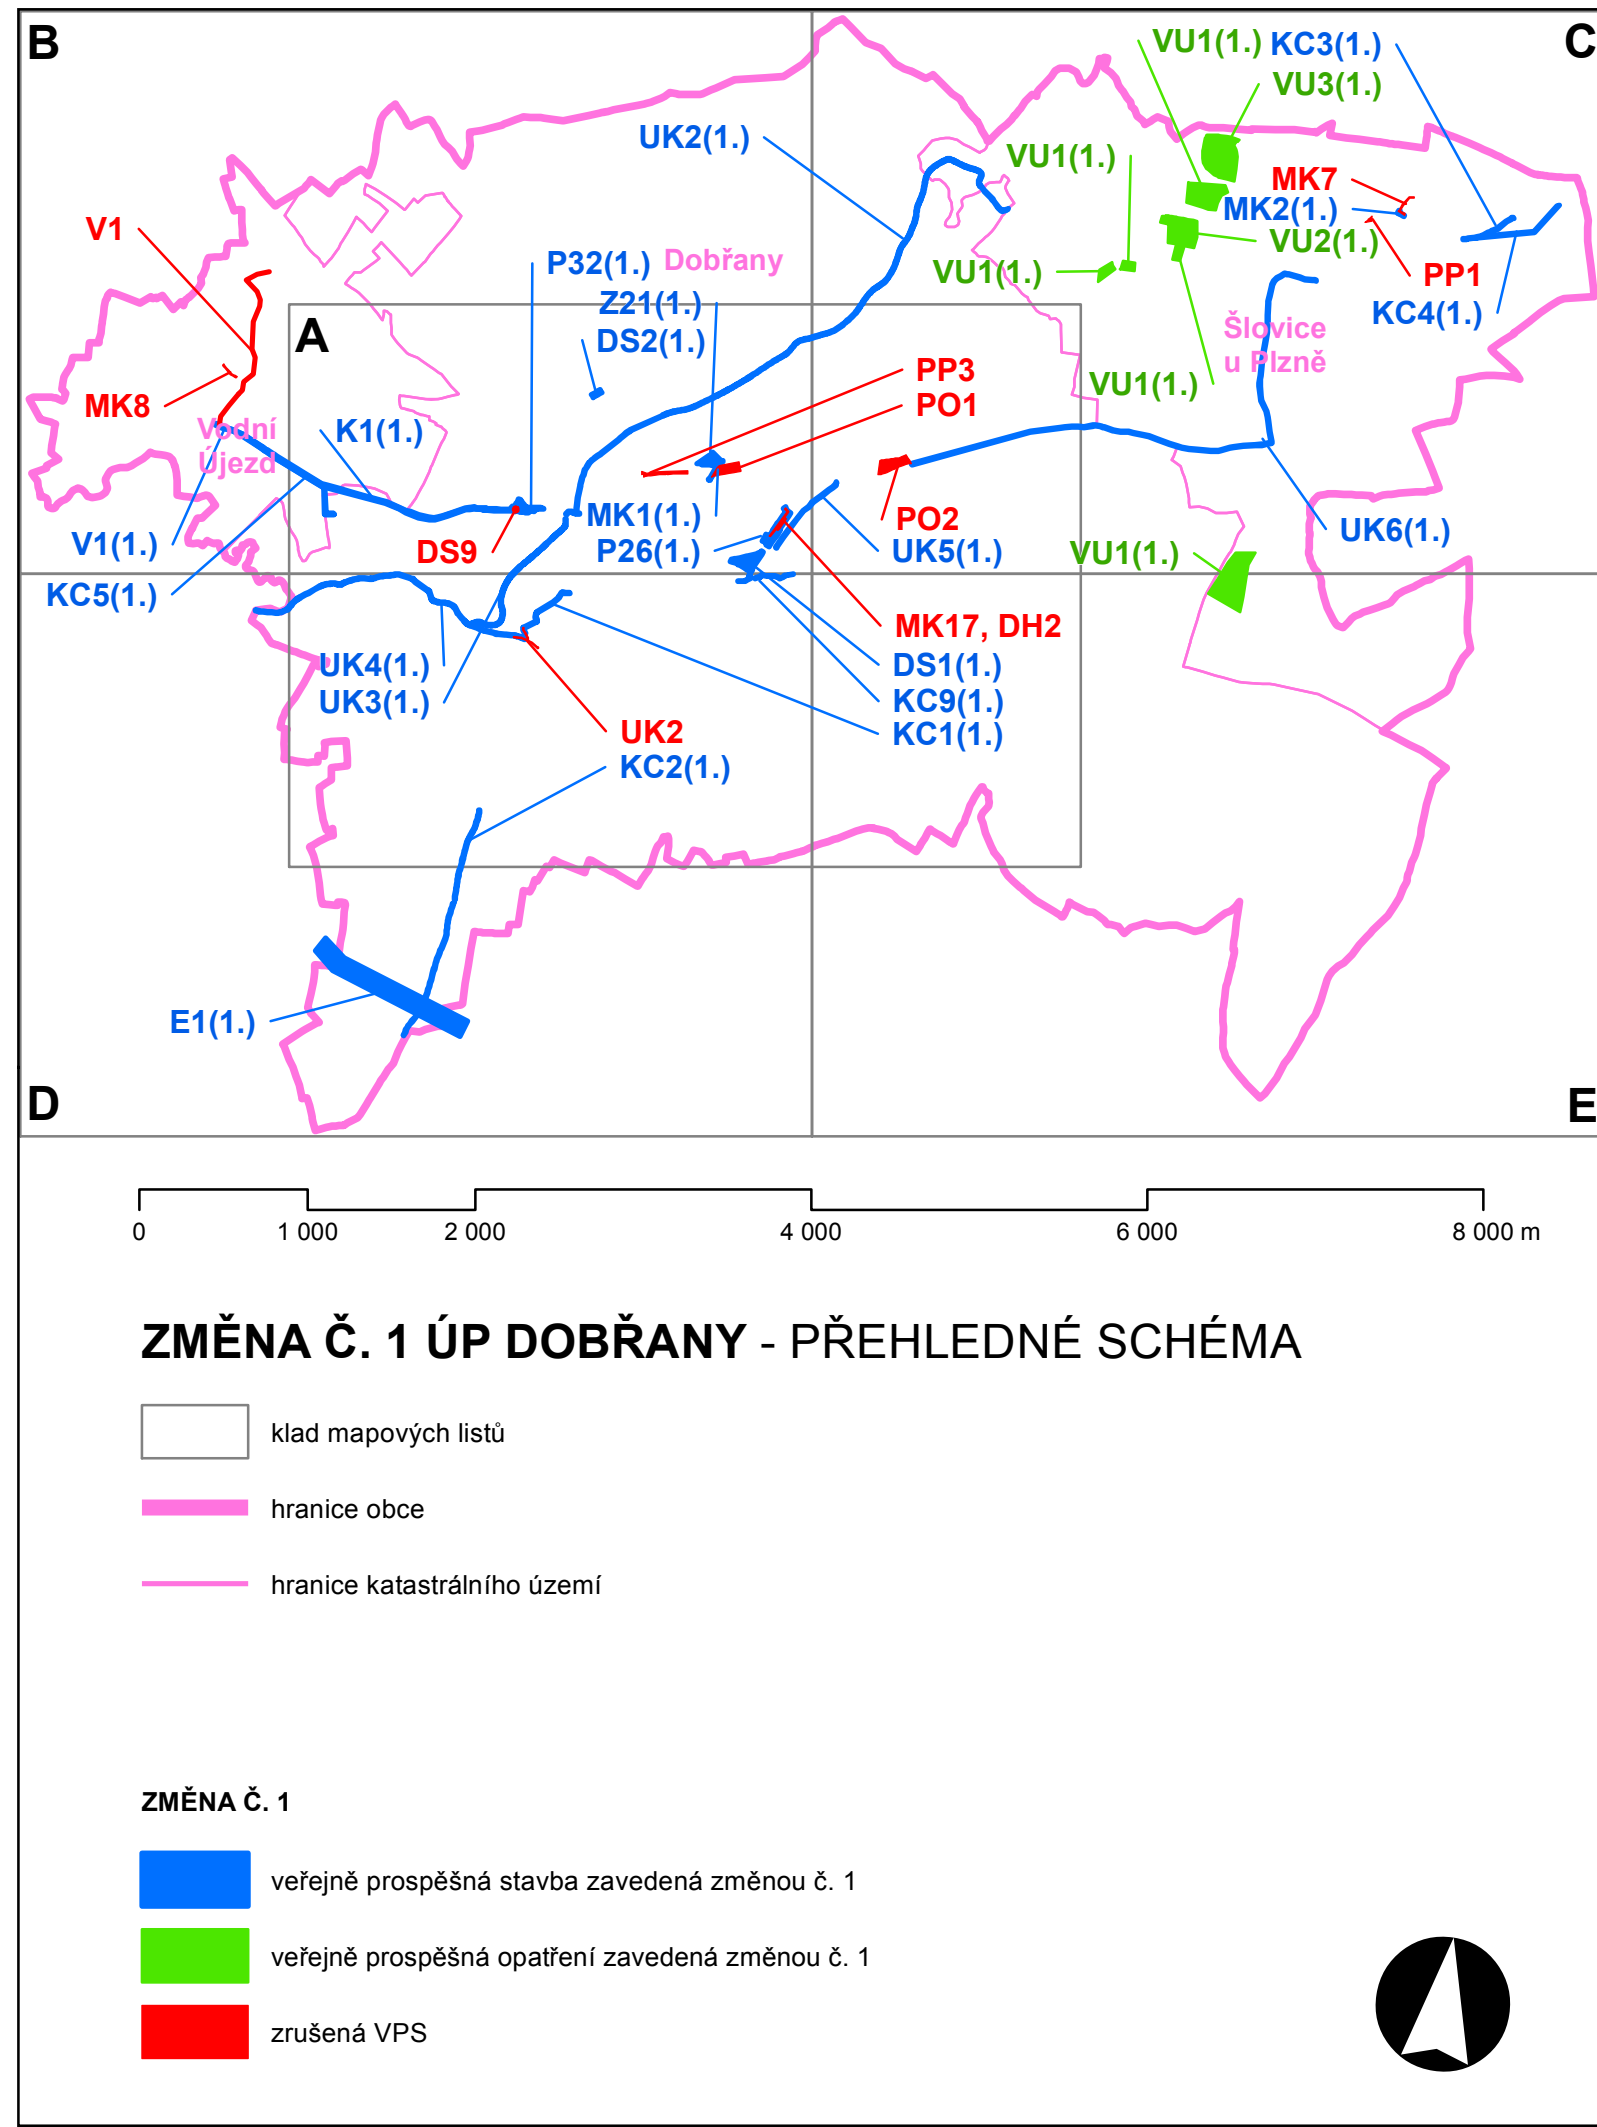 B
C
VU1(1.)
KC3(1.)
VU3(1.)
UK2(1.)
VU1(1.)
MK7
MK2(1.)
V1
VU2(1.)
P32(1.)
Dobřany
VU1(1.)
PP1
Z21(1.)
KC4(1.)
A
DS2(1.)
Šlovice
u Plzně
PP3
VU1(1.)
MK8
PO1
Vodní
Újezd
K1(1.)
MK1(1.)
PO2
UK6(1.)
V1(1.)
DS9
P26(1.)
UK5(1.)
VU1(1.)
KC5(1.)
MK17, DH2
UK4(1.)
DS1(1.)
UK3(1.)
KC9(1.)
UK2
KC1(1.)
KC2(1.)
E1(1.)
D
E
0
1 000
2 000
4 000
6 000
8 000 m
ZMĚNA Č. 1 ÚP DOBŘANY - PŘEHLEDNÉ SCHÉMA
klad mapových listů
hranice obce
hranice katastrálního území
ZMĚNA Č. 1
veřejně prospěšná stavba zavedená změnou č. 1
veřejně prospěšná opatření zavedená změnou č. 1
zrušená VPS